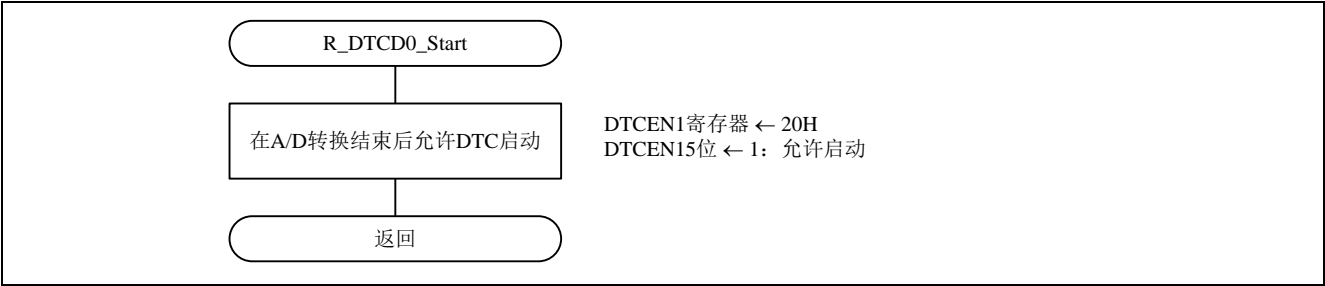 R_DTCD0_Start
在A/D转换结束后允许DTC启动
DTCEN1寄存器 ← 20H
DTCEN15位 ← 1：允许启动
返回